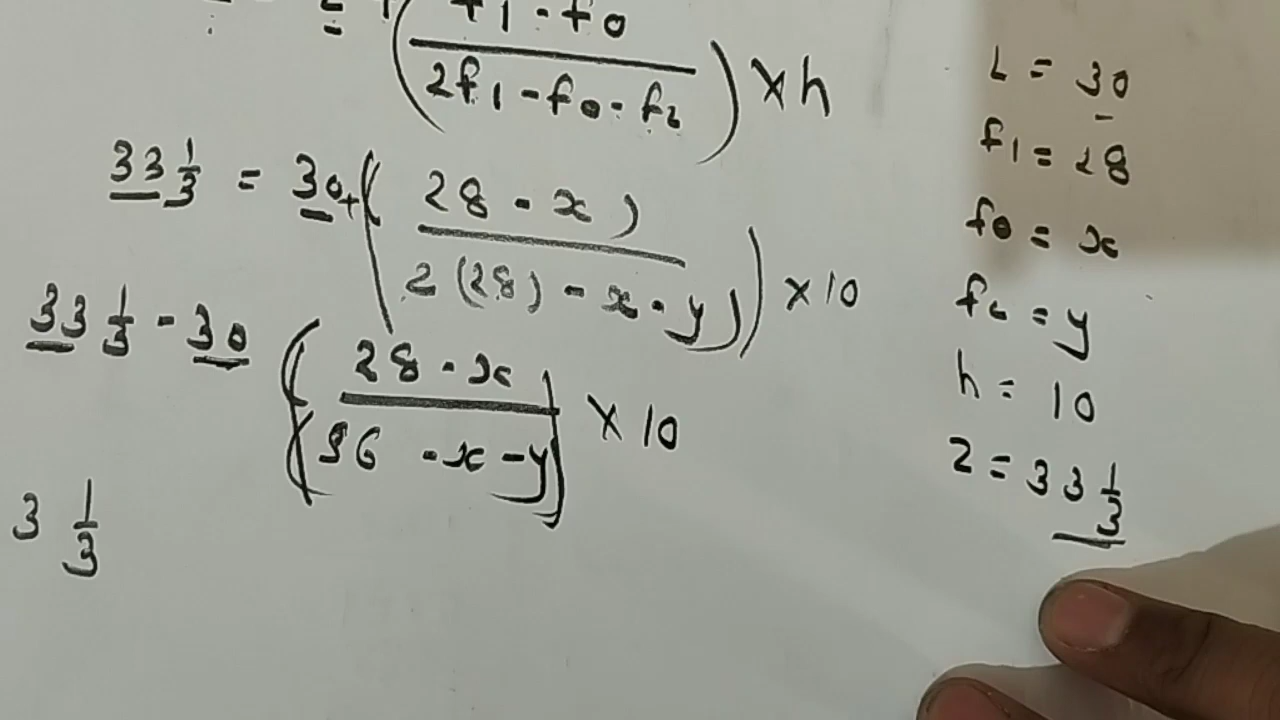 = (f1 - f0
2f1 - f0 - f2) × h
33 1/3 = 30 + (28 - x)
2(28) - x - y) × 10
33 1/3 - 30 (28 - x
56 - x - y) × 10
3 1/3
L = 30
f1 = 28
f0 = x
f2 = y
h = 10
Z = 33 1/3